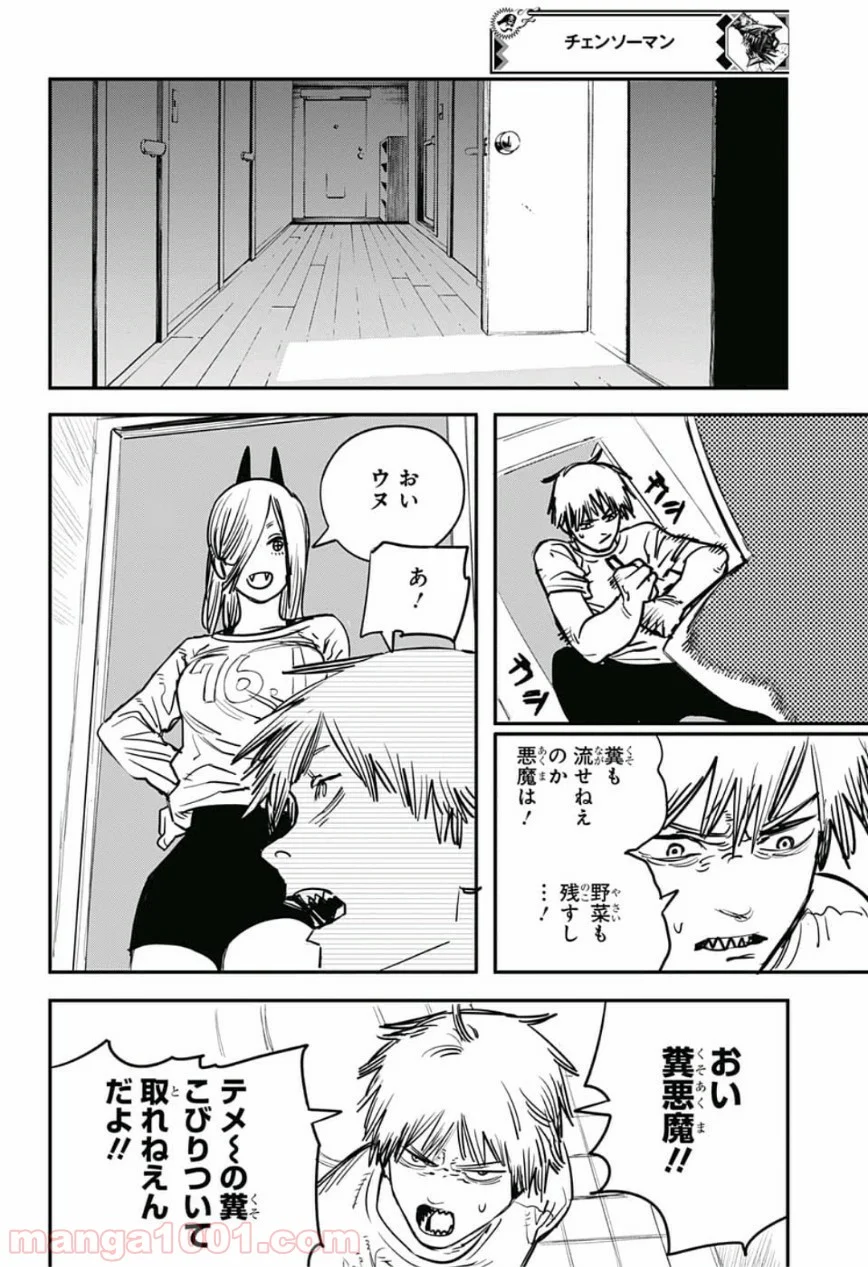 チェンソーマン
ガシ
ガシ
糞も
流せねえ
のか
悪魔は!
野菜も
残すし
…!
おい
ウヌ
あ!
おい
糞悪魔!!
テメ〜の糞
こびりついて
取れねえん
だよ!!
manga1001.com